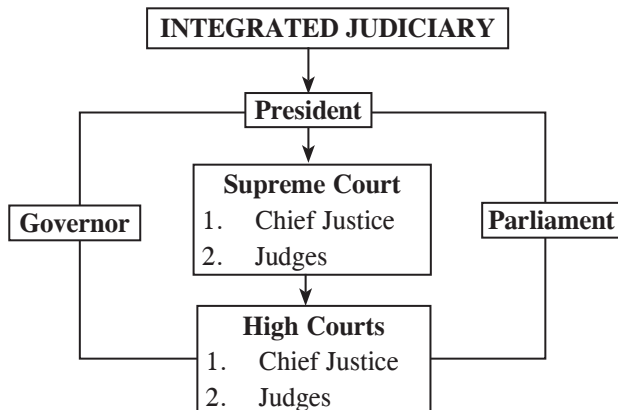 INTEGRATED JUDICIARY
President
Supreme Court
1. Chief Justice
2. Judges
Governor
Parliament
High Courts
1. Chief Justice
2. Judges